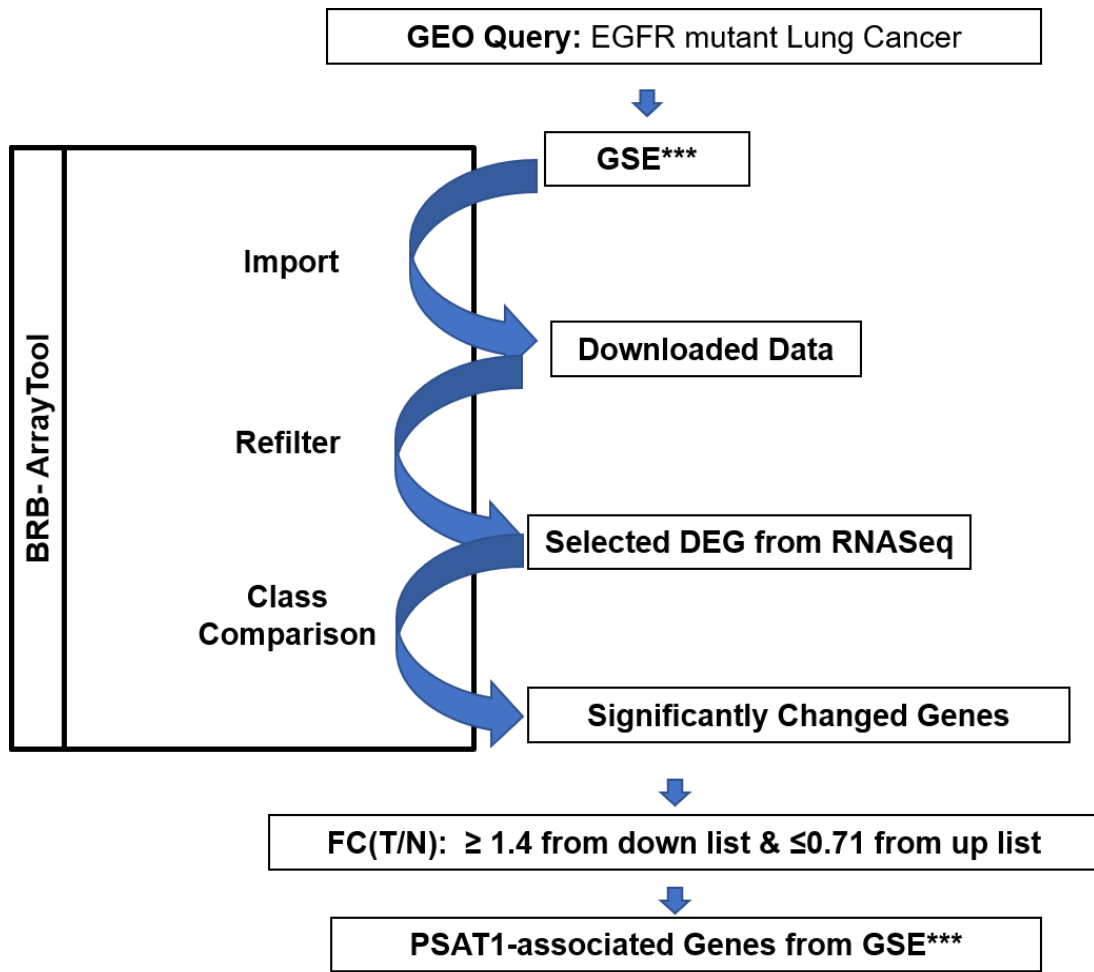 GEO Query: EGFR mutant Lung Cancer
GSE***
BRB- ArrayTool
Import
Downloaded Data
Refilter
Selected DEG from RNASeq
Class
Comparison
Significantly Changed Genes
FC(T/N):  ≥ 1.4 from down list & ≤0.71 from up list
PSAT1-associated Genes from GSE***